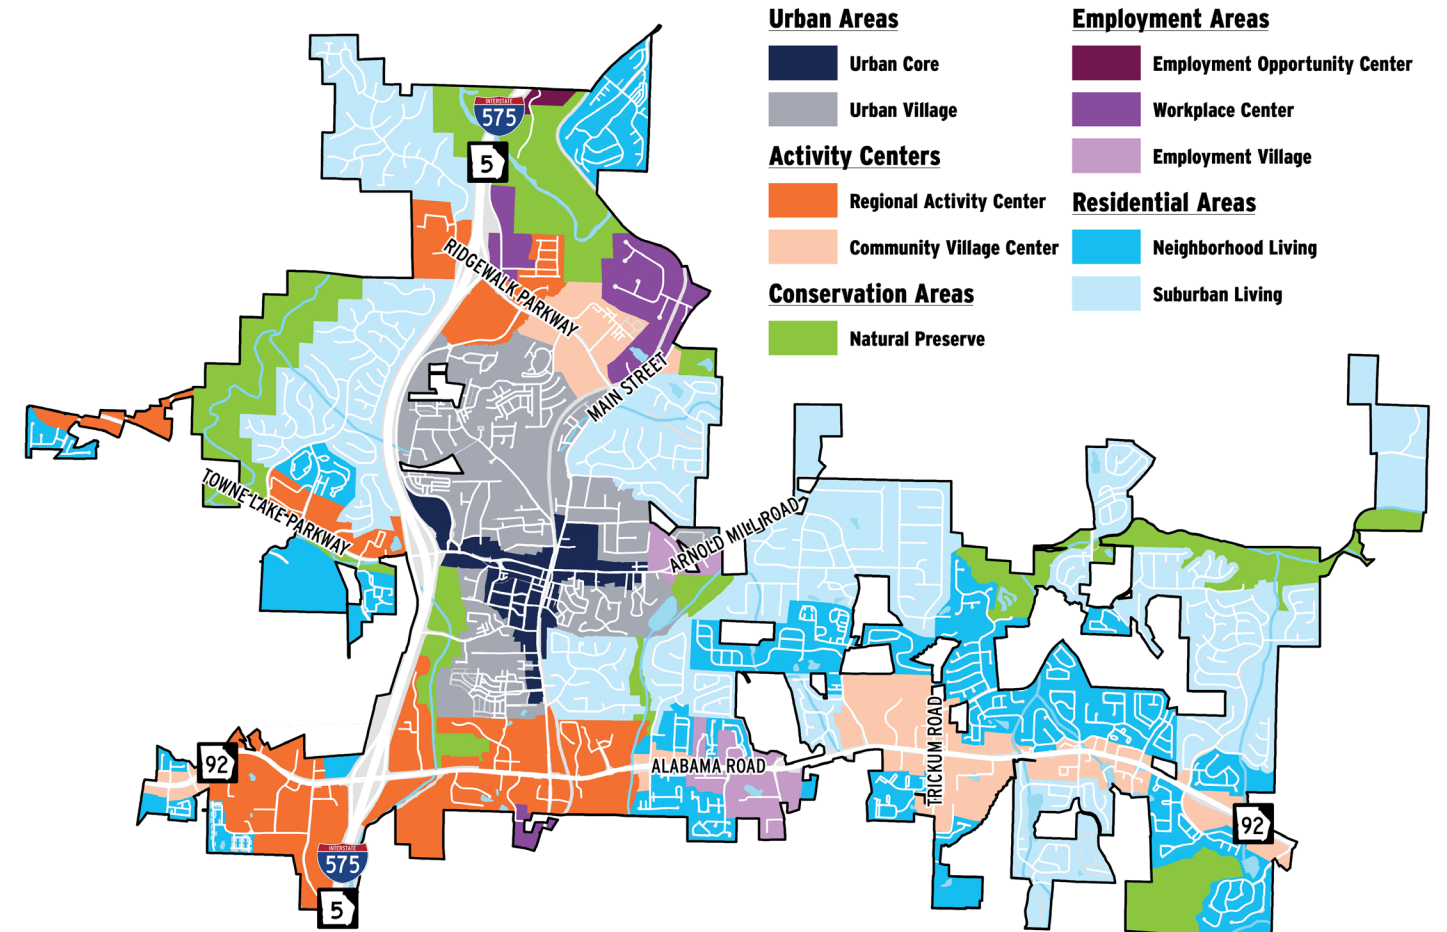 Urban Areas
Urban Core
Urban Village
Activity Centers
Regional Activity Center
Community Village Center
Conservation Areas
Natural Preserve
Employment Areas
Employment Opportunity Center
Workplace Center
Employment Village
Residential Areas
Neighborhood Living
Suburban Living
INTERSTATE
575
5
RIDGEWALK PARKWAY
MAIN STREET
TOWNE LAKE PARKWAY
ARNOLD MILL ROAD
TRICKUM ROAD
92
ALABAMA ROAD
92
INTERSTATE
575
5